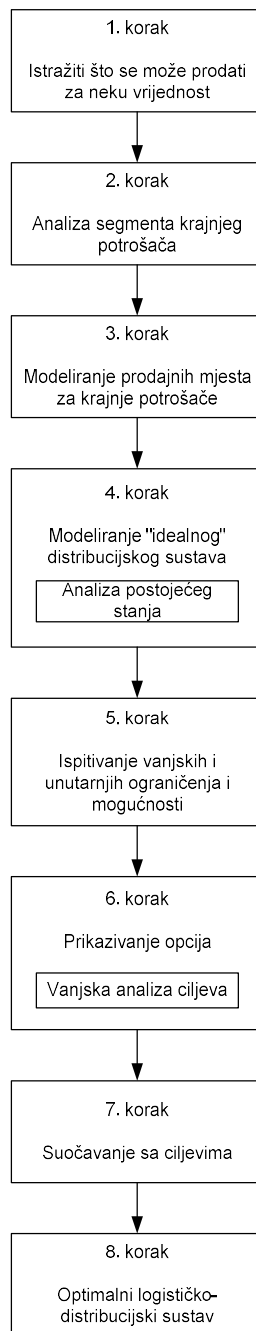 1. korak
Istražiti što se može prodati
za neku vrijednost
2. korak
Analiza segmenta krajnjeg
potrošača
3. korak
Modeliranje prodajnih mjesta
za krajnje potrošače
4. korak
Modeliranje "idealnog"
distribucijskog sustava
Analiza postojećeg
stanja
5. korak
Ispitivanje vanjskih i
unutarnjih ograničenja i
mogućnosti
6. korak
Prikazivanje opcija
Vanjska analiza ciljeva
7. korak
Suočavanje sa ciljevima
8. korak
Optimalni logističko-
distribucijski sustav